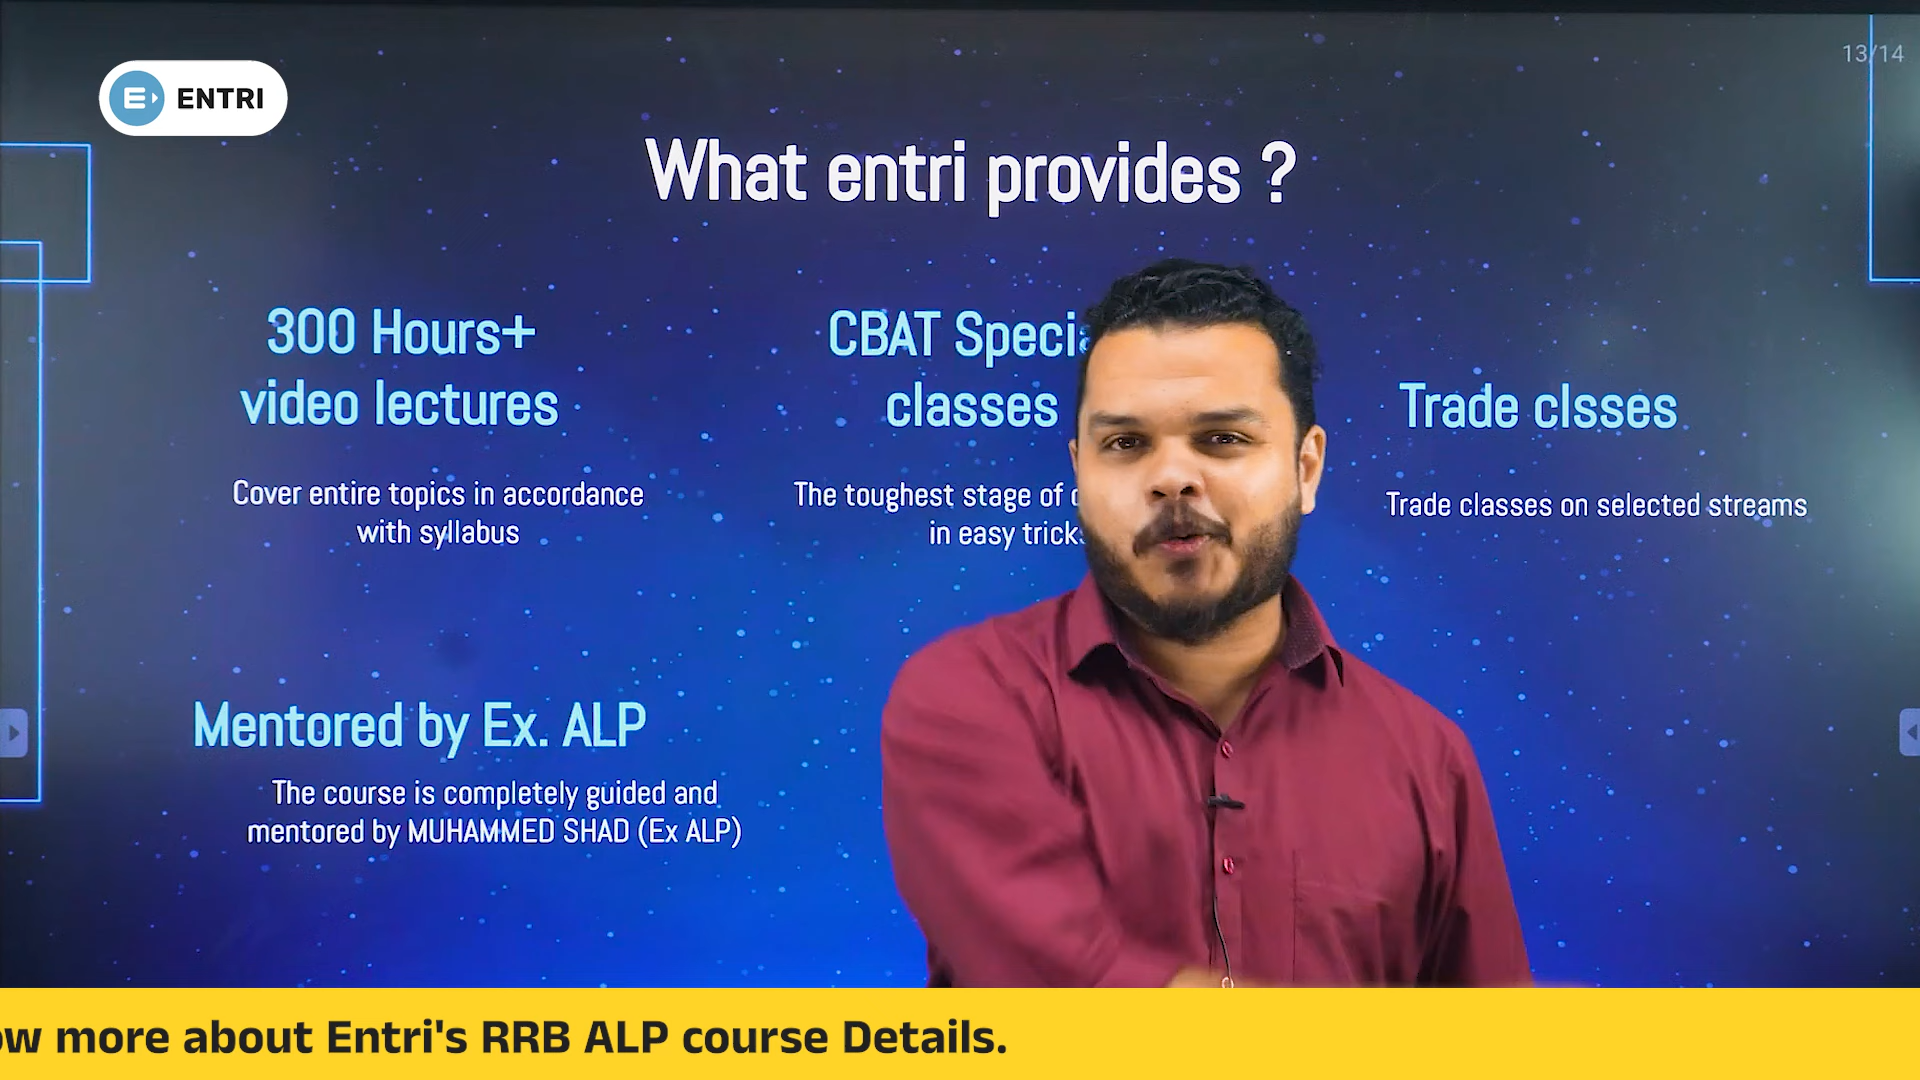 13/14
ENTRI
What entri provides ?
300 Hours+
video lectures
Cover entire topics in accordance
with syllabus
CBAT
classes
The toughest stage of
in easy
Trade clsses
Trade classes on selected streams
Mentored by Ex. ALP
The course is completely guided and
mentored by MUHAMMED SHAD (Ex ALP)
more about Entri's RRB ALP course Details.